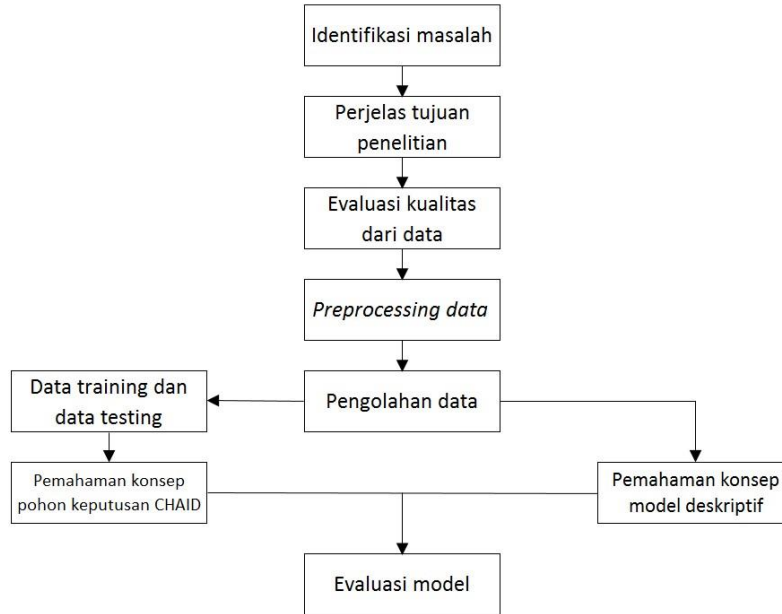 Identifikasi masalah
Perjelas tujuan
penelitian
Evaluasi kualitas
dari data
Preprocessing data
Data training dan
data testing
Pengolahan data
Pemahaman konsep
pohon keputusan CHAID
Pemahaman konsep
model deskriptif
Evaluasi model